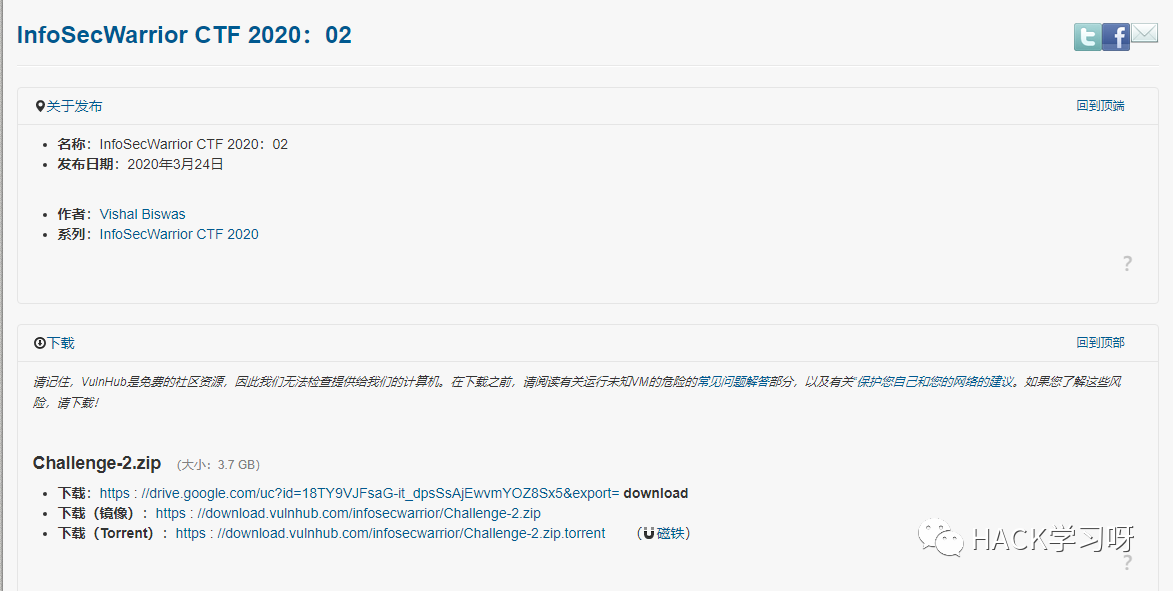 InfoSecWarrior CTF 2020：02
关于发布
回到顶端
名称：InfoSecWarrior CTF 2020：02
发布日期：2020年3月24日
作者：Vishal Biswas
系列：InfoSecWarrior CTF 2020
?
下载
回到顶部
请记住，VulnHub是免费的社区资源，因此我们无法检查提供给我们的计算机。在下载之前，请阅读有关运行未知VM的危险的常见问题解答部分，以及有关“保护您自己和您的网络的建议。如果您了解这些风
险，请下载！
Challenge-2.zip （大小：3.7 GB）
下载：https : //drive.google.com/uc?id=18TY9VJFsaG-it_dpsSsAjEwvmYOZ8Sx5&export= download
下载（镜像）：https : //download.vulnhub.com/infosecwarrior/Challenge-2.zip
下载（Torrent）：https : //download.vulnhub.com/infosecwarrior/Challenge-2.zip.torrent （磁铁）
HACK学习呀
?